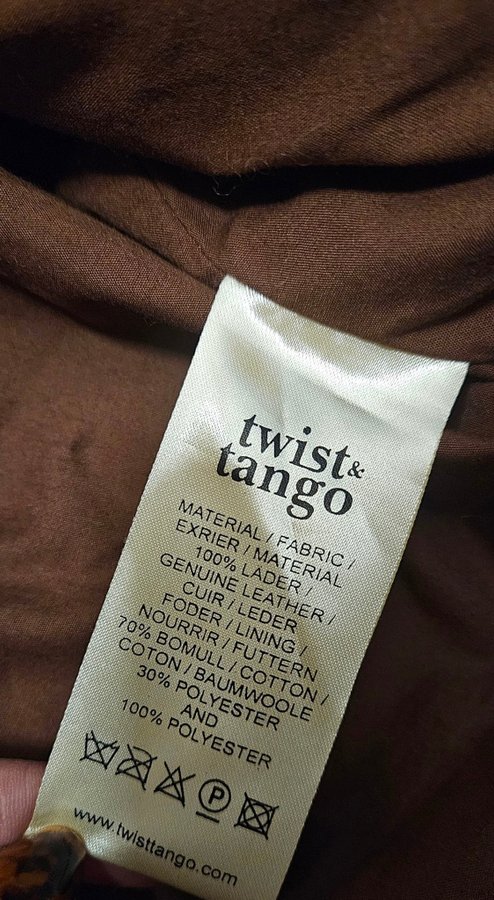 twist &
tango
MATERIAL / FABRIC /
EXRIER / MATERIAL
100% LÄDER /
GENUINE LEATHER /
CUIR / LEDER
FODER / LINING /
NOURRIR / FUTTERN
70% BOMULL / COTTON /
COTON / BAUMWOOLE
30% POLYESTER
AND
100% POLYESTER
P
www.twisttango.com